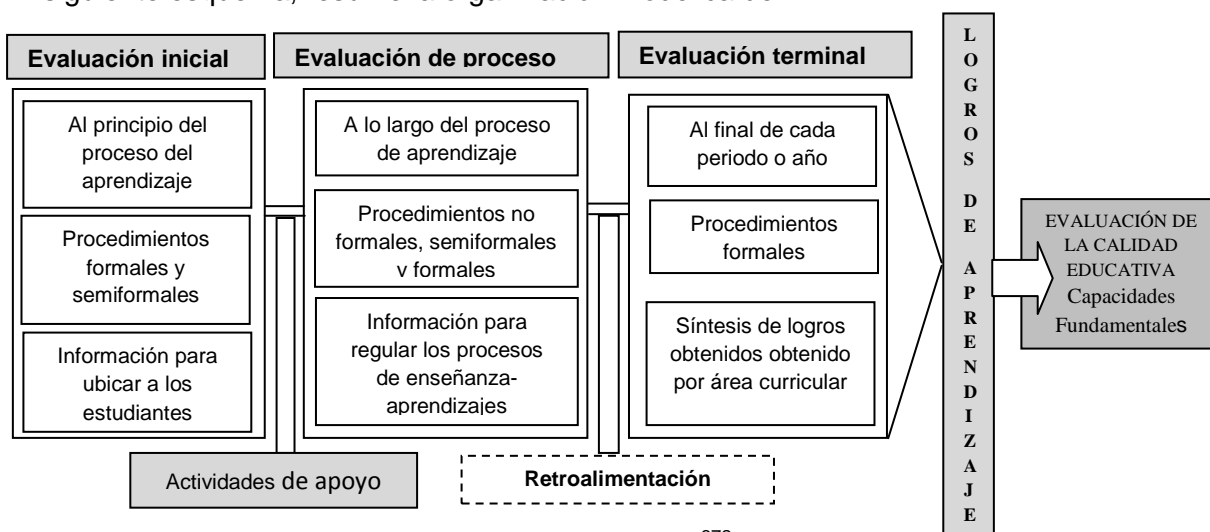 Evaluación inicial
Al principio del
proceso del
aprendizaje
Procedimientos
formales y
semiformales
Información para
ubicar a los
estudiantes
Evaluación de proceso
A lo largo del proceso
de aprendizaje
Procedimientos no
formales, semiformales
y formales
Información para
regular los procesos
de enseñanza-
aprendizajes
Evaluación terminal
Al final de cada
periodo o año
Procedimientos
formales
Síntesis de logros
obtenidos obtenido
por área curricular
Actividades de apoyo
Retroalimentación
LOGROS DE APRENDIZAJE
EVALUACIÓN DE
LA CALIDAD
EDUCATIVA
Capacidades
Fundamentales